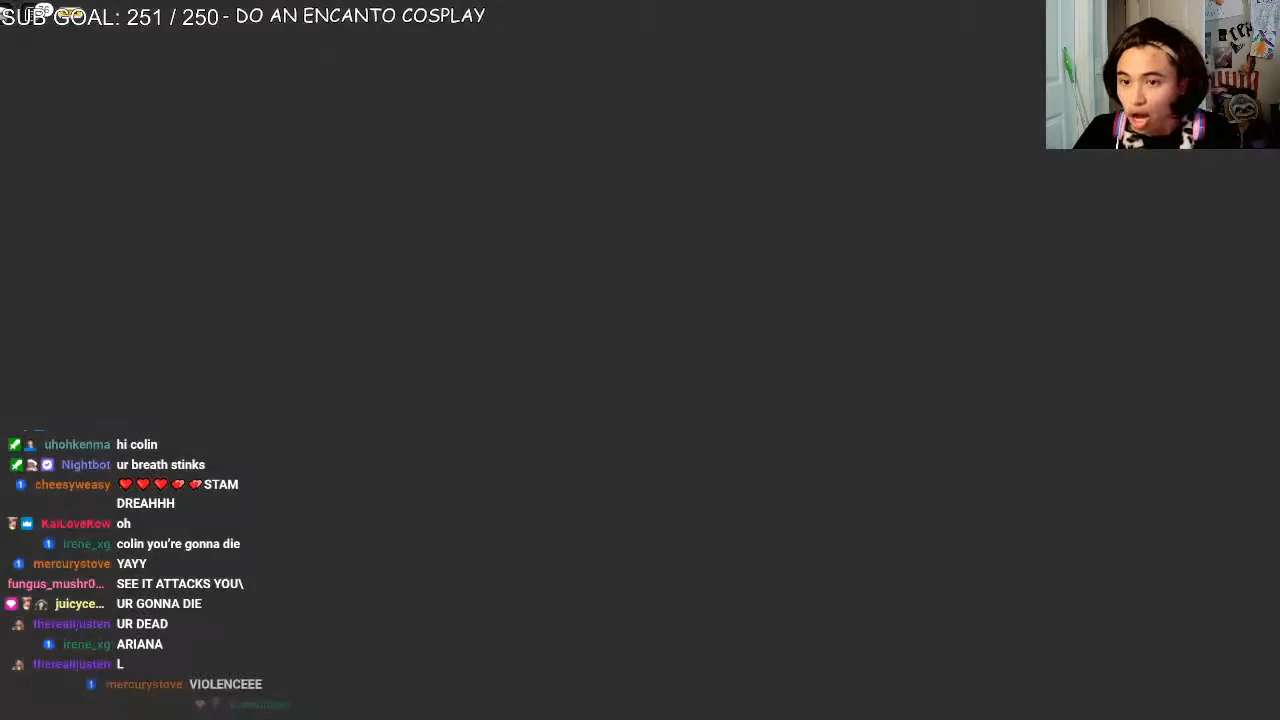 SUB GOAL: 251 / 250 - DO AN ENCANTO COSPLAY
uhohkenma hi colin
Nightbot ur breath stinks
cheesyweasy ❤❤❤❤❤STAM
DREAHHH
KaiLoveKow oh
irene_xg colin you're gonna die
mercurystove YAYY
fungus_mushr0... SEE IT ATTACKS YOU\
juicyce... UR GONNA DIE
therealljusten UR DEAD
irene_xg ARIANA
therealljusten L
mercurystove VIOLENCEEE